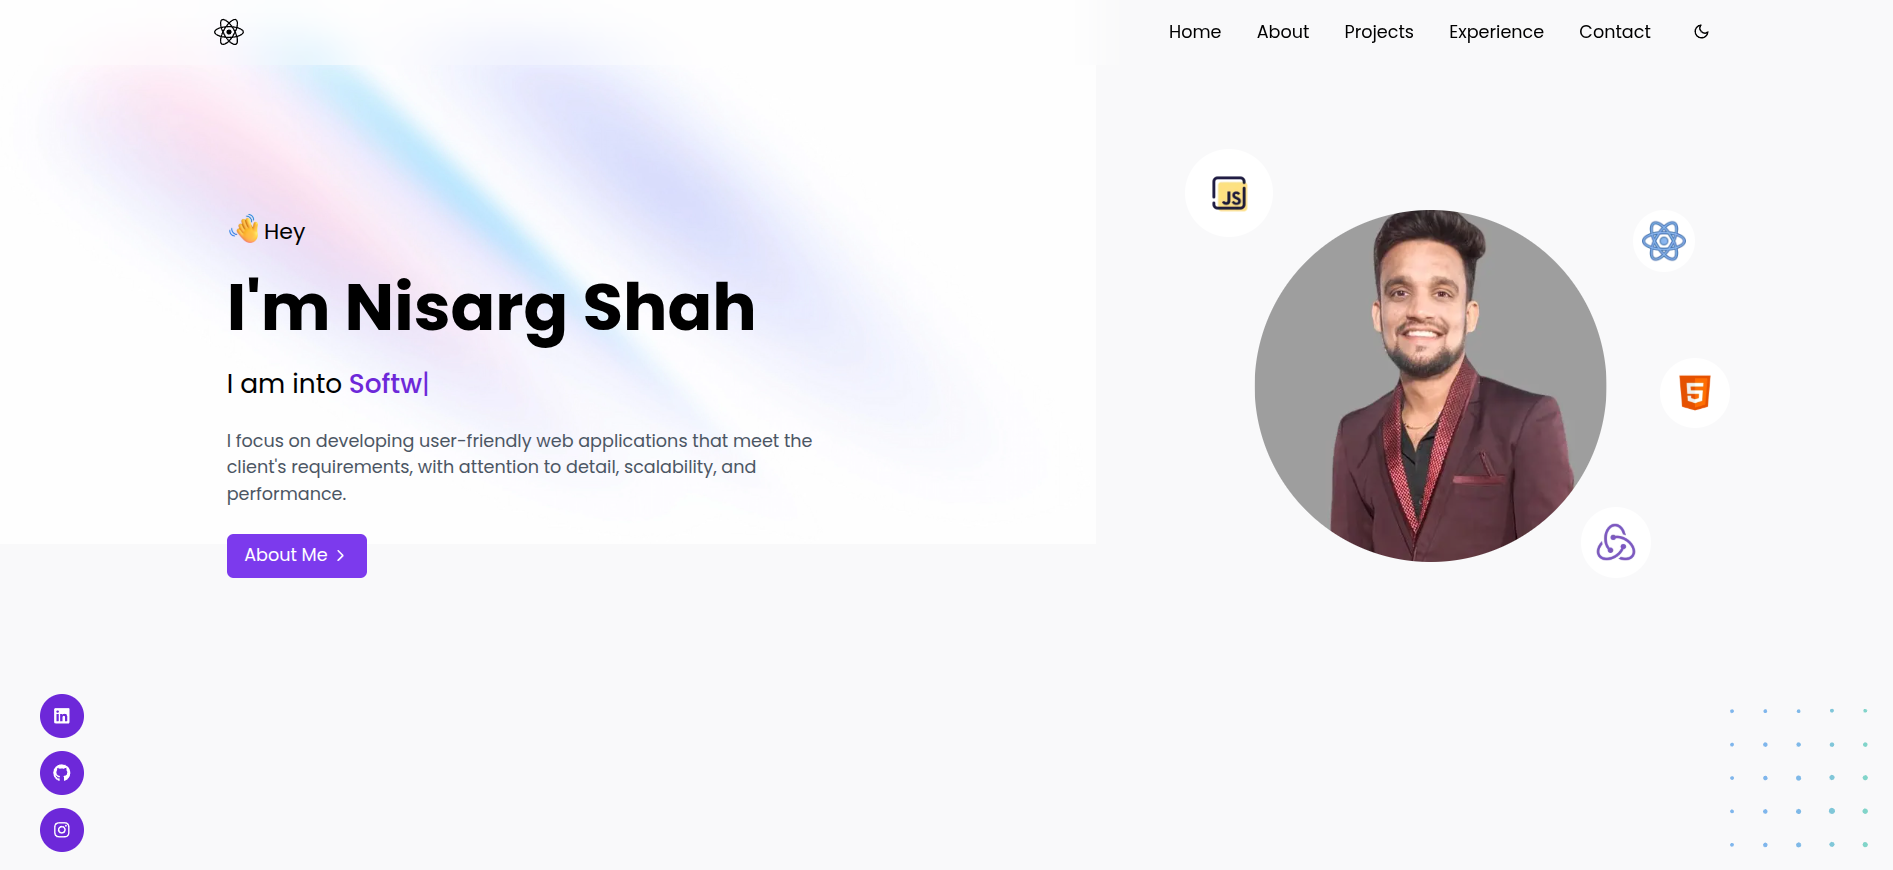 Home About Projects Experience Contact
JS
👋 Hey
I'm Nisarg Shah
I am into Softw|
I focus on developing user-friendly web applications that meet the
client's requirements, with attention to detail, scalability, and
performance.
About Me >
in